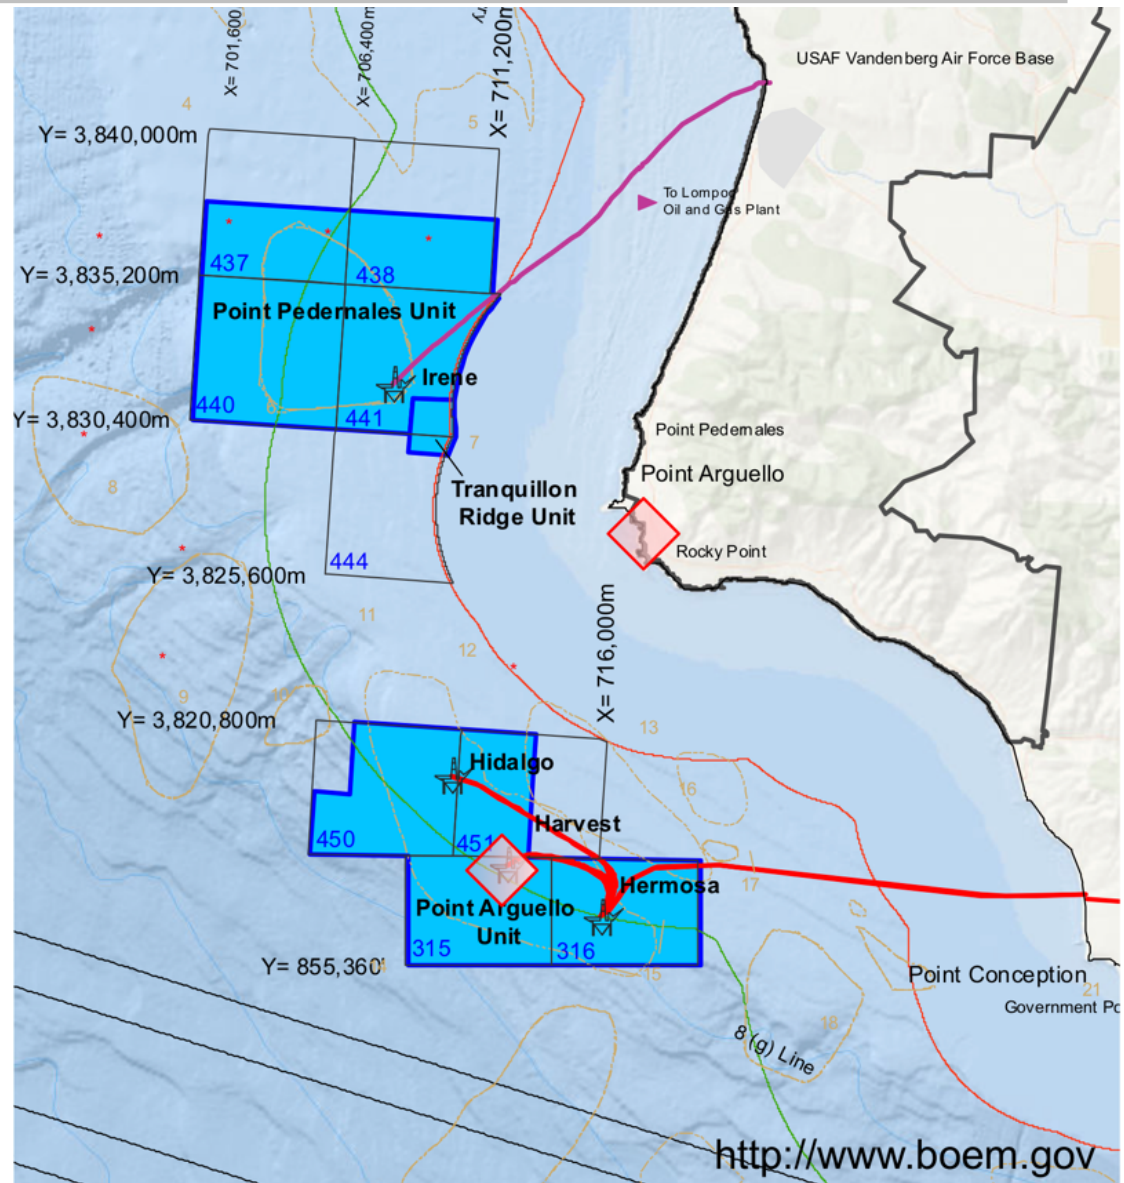 X= 701,600
X= 706,400m
X= 711,200m
ry
USAF Vandenberg Air Force Base
4
5
Y= 3,840,000m
To Lompoc
Oil and Gas Plant
437
438
Y= 3,835,200m
Point Pedernales Unit
Irene
440
441
6
Y= 3,830,400m
7
Point Pedernales
Point Arguello
8
Tranquillon
Ridge Unit
Rocky Point
444
Y= 3,825,600m
X= 716,000m
11
12
9
10
Y= 3,820,800m
13
Hidalgo
16
Harvest
450
451
17
Hermosa
Point Arguello
Unit
315
316
Y= 855,360'
14
15
Point Conception
21
Government Po
18
8 (g) Line
http://www.boem.gov